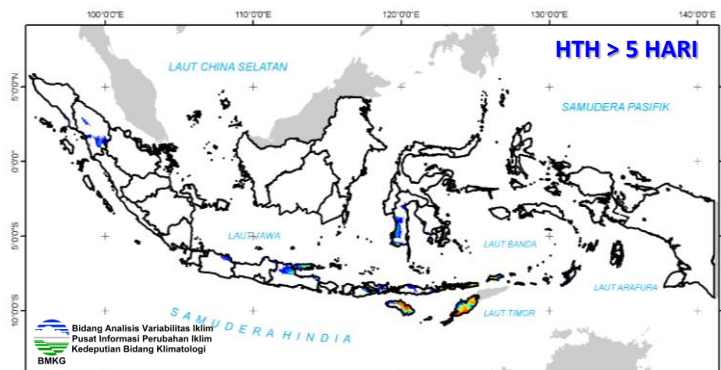 100°0'0"E 110°0'0"E 120°0'0"E 130°0'0"E 140°0'0"E
HTH > 5 HARI
LAUT CHINA SELATAN
5°0'0"N
SAMUDERA PASIFIK
0°0'0"
LAUT JAWA
5°0'0"S
LAUT BANDA
LAUT ARAFURA
10°0'0"S
LAUT TIMOR
SAMUDERA HINDIA
Bidang Analisis Variabilitas Iklim
Pusat Informasi Perubahan Iklim
Kedeputian Bidang Klimatologi
BMKG